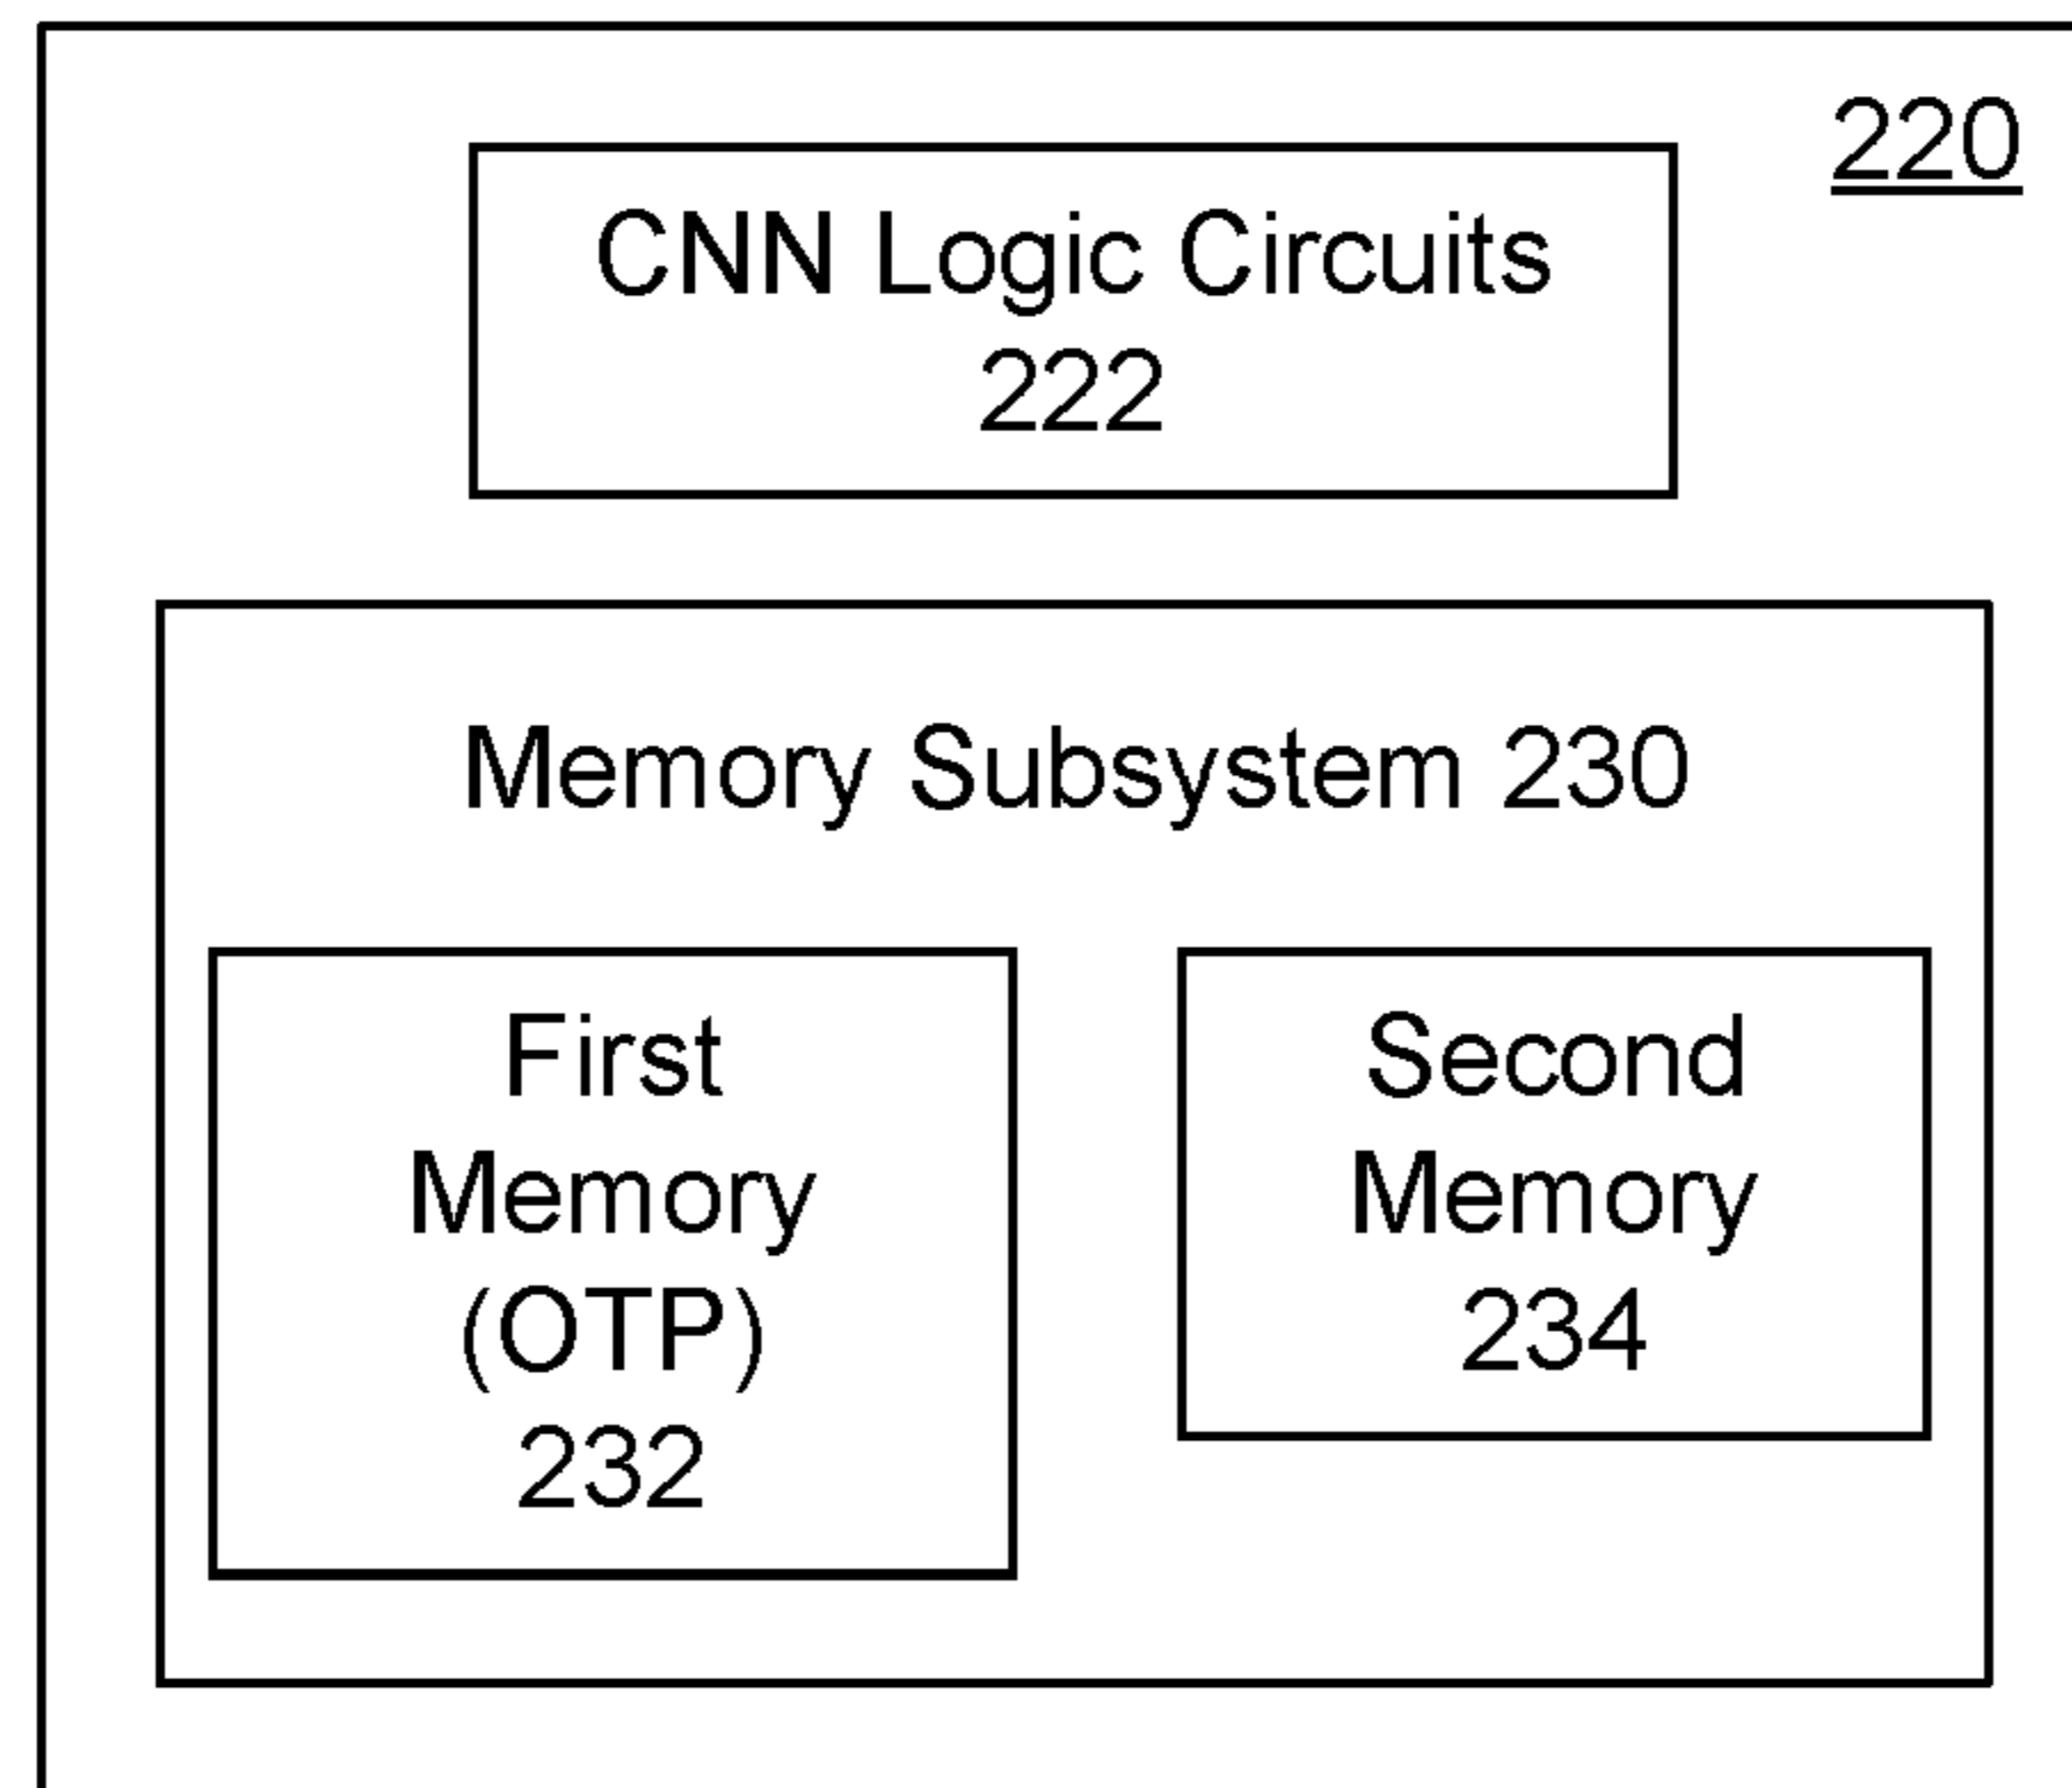 220
CNN Logic Circuits
222
Memory Subsystem 230
First
Memory
(OTP)
232
Second
Memory
234